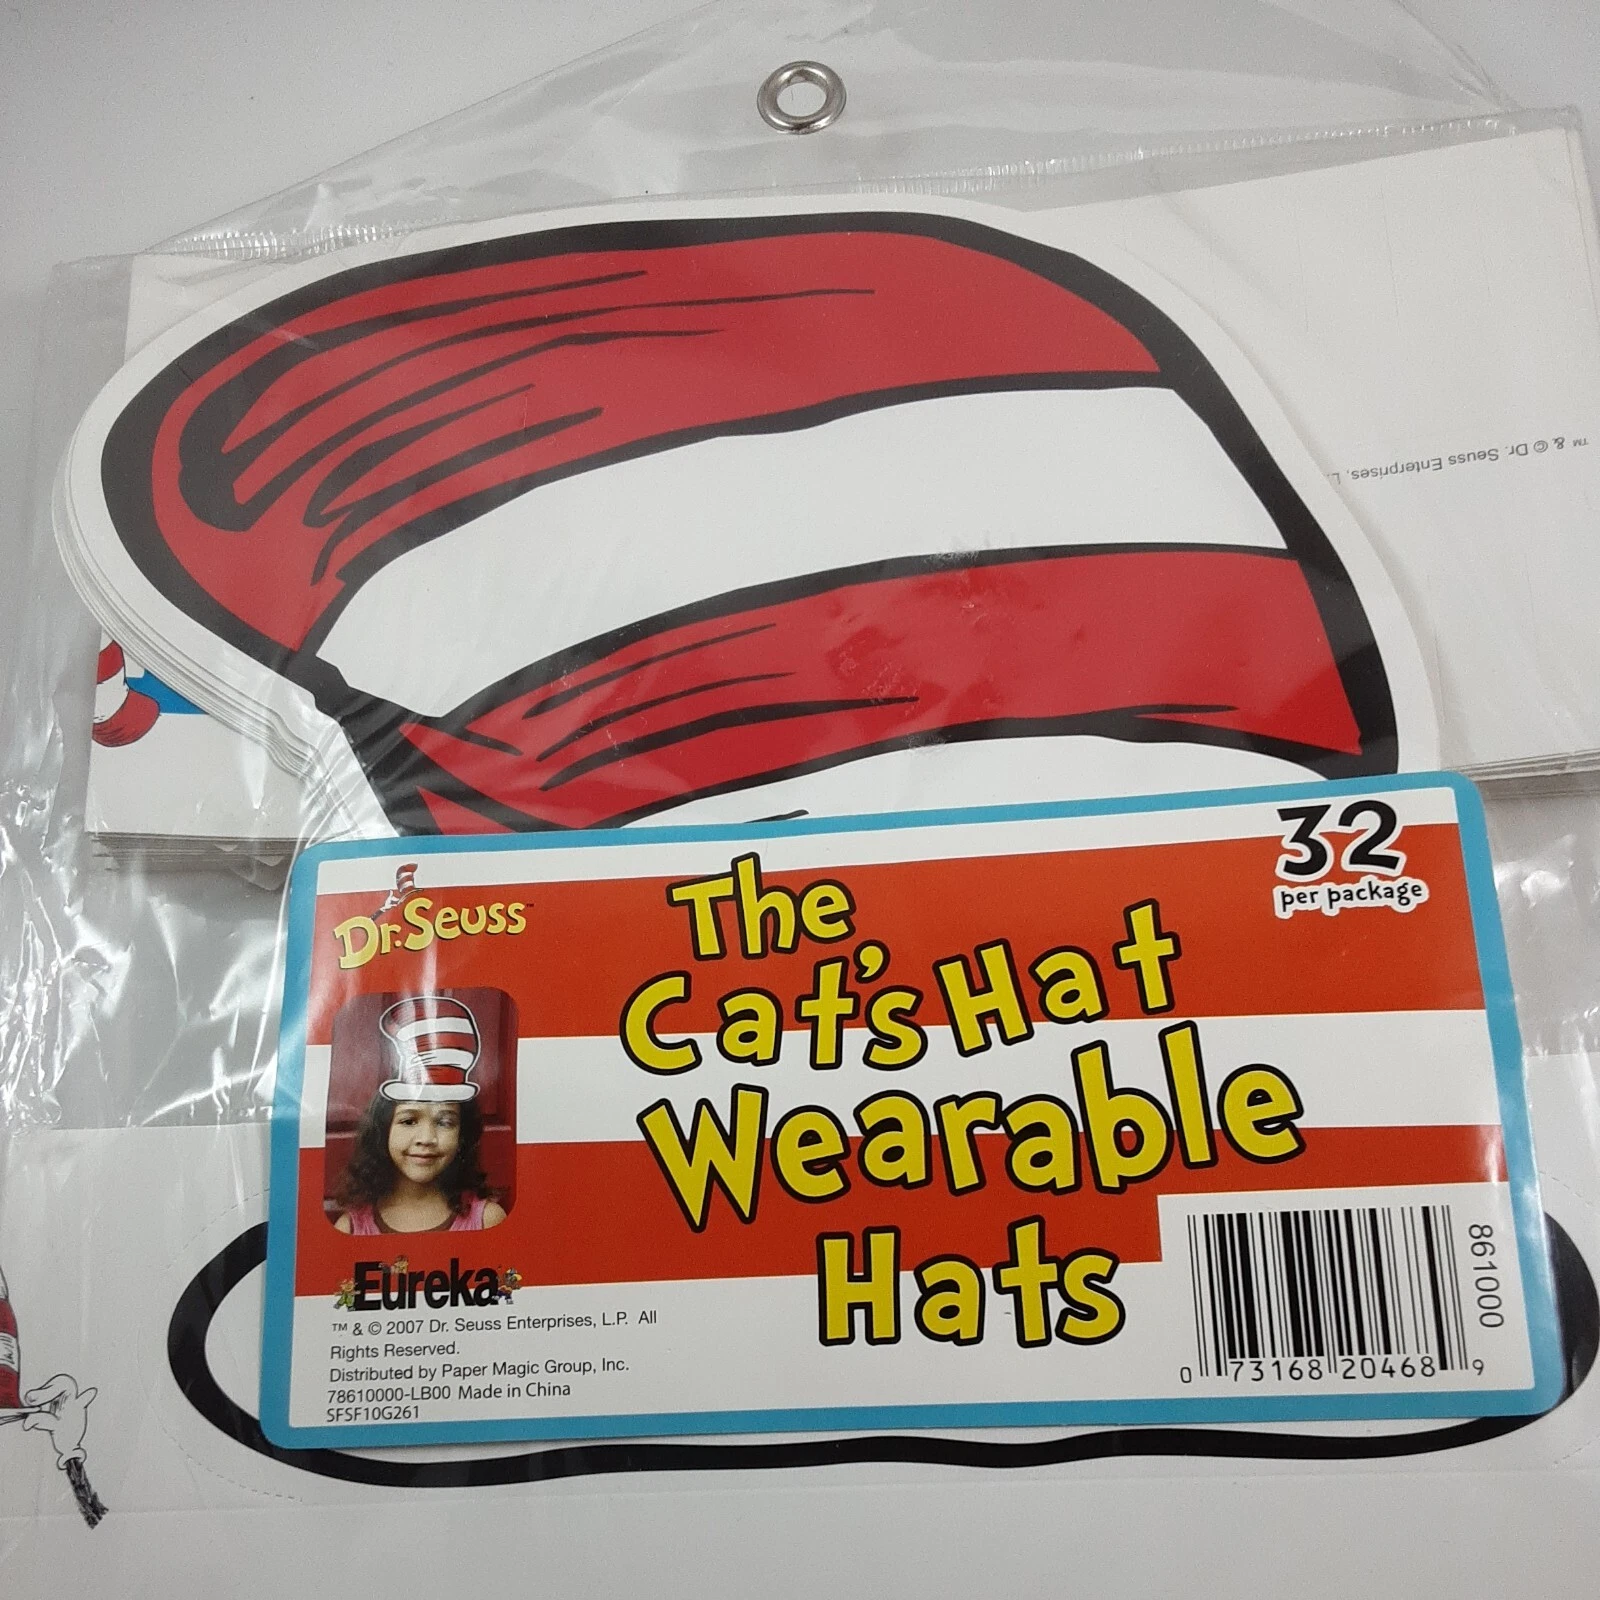 TM & © Dr. Seuss Enterprises, L.
Dr. Seuss™
The
Cat's Hat
Wearable
Hats
32
per package
Eureka
TM & © 2007 Dr. Seuss Enterprises, L.P. All
Rights Reserved.
Distributed by Paper Magic Group, Inc.
78610000-LB00 Made in China
SFSF10G261
861000
0 73168 20468 9